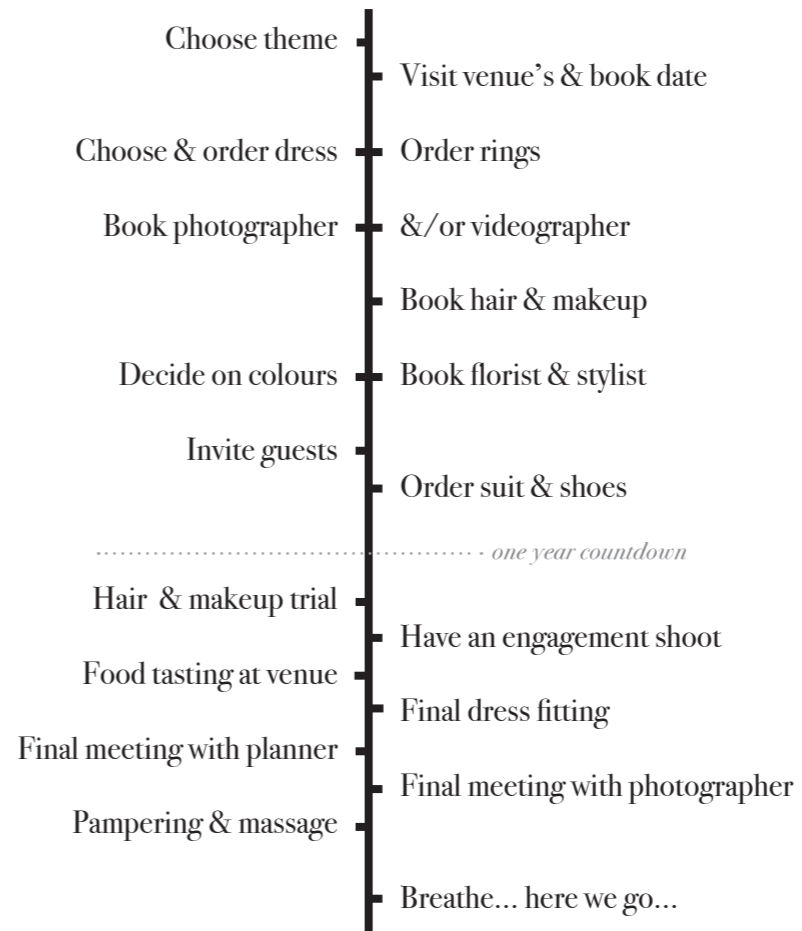 Choose theme
Visit venue's & book date
Choose & order dress
Order rings
Book photographer
&/or videographer
Book hair & makeup
Decide on colours
Book florist & stylist
Invite guests
Order suit & shoes
one year countdown
Hair & makeup trial
Have an engagement shoot
Food tasting at venue
Final dress fitting
Final meeting with planner
Final meeting with photographer
Pampering & massage
Breathe... here we go...